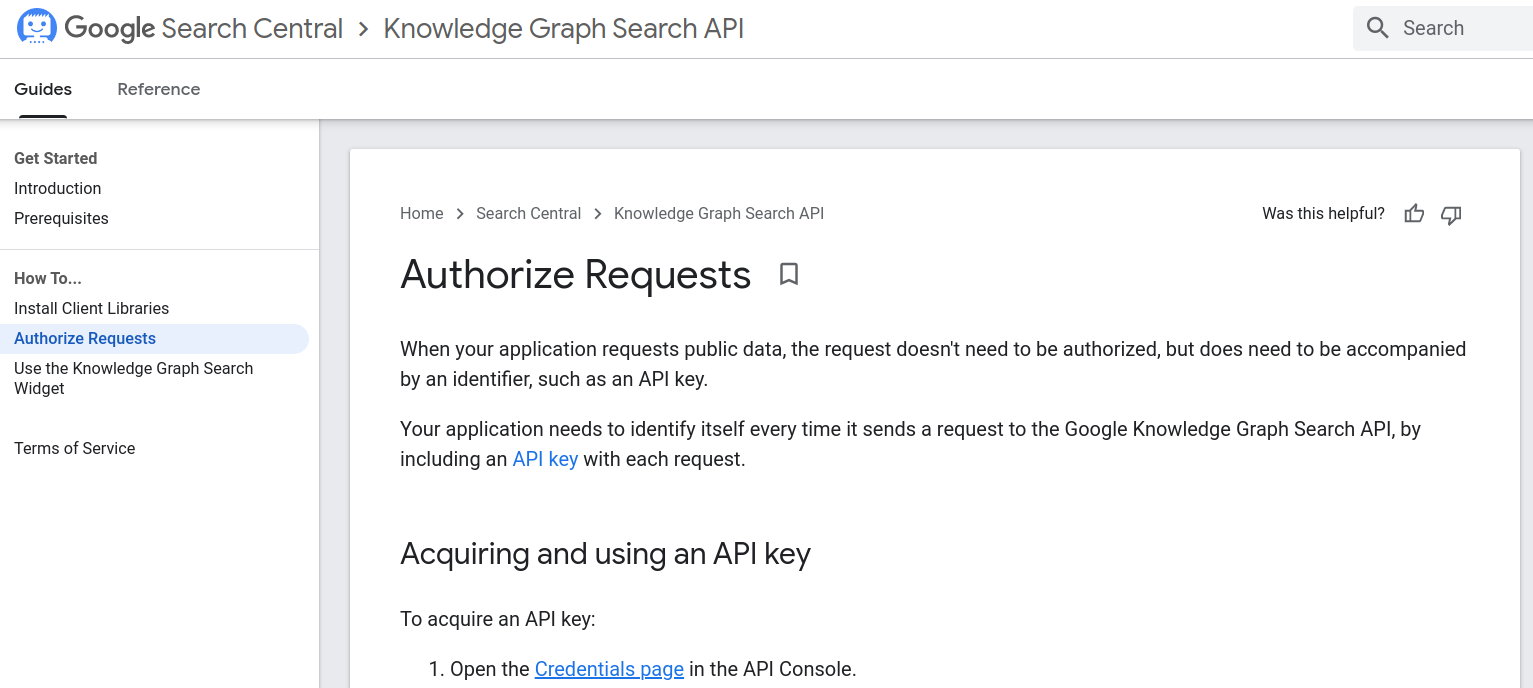 Google Search Central > Knowledge Graph Search API
Search
Guides
Reference
Get Started
Introduction
Prerequisites
How To...
Install Client Libraries
Authorize Requests
Use the Knowledge Graph Search
Widget
Terms of Service
Home > Search Central > Knowledge Graph Search API
Was this helpful?
Authorize Requests
When your application requests public data, the request doesn't need to be authorized, but does need to be accompanied
by an identifier, such as an API key.
Your application needs to identify itself every time it sends a request to the Google Knowledge Graph Search API, by
including an API key with each request.
Acquiring and using an API key
To acquire an API key:
1. Open the Credentials page in the API Console.